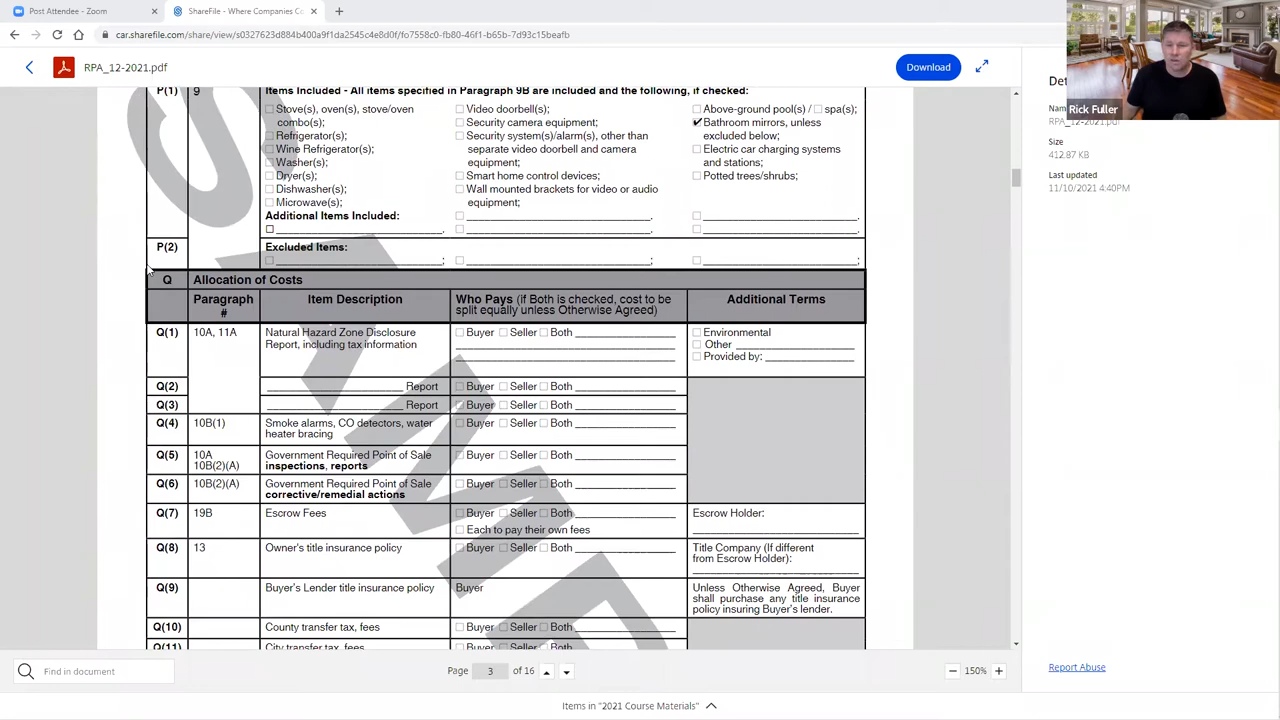 Post Attendee - Zoom
ShareFile - Where Companies Co
car.sharefile.com/share/view/s0327623d884b400a9f1da2545c4e8d0f/fo7558c0-fb80-46f1-b65b-7d93c15beafb
RPA_12-2021.pdf
Download
Rick Fuller
RPA_12-2021.pdf
Size
412.87 KB
Last updated
11/10/2021 4:40PM
P(1) 9 Items Included - All items specified in Paragraph 9B are included and the following, if checked:
Stove(s), oven(s), stove/oven Video doorbell(s); Above-ground pool(s) / spa(s);
combo(s); Security camera equipment; Bathroom mirrors, unless
Refrigerator(s); Security system(s)/alarm(s), other than excluded below;
Wine Refrigerator(s); separate video doorbell and camera Electric car charging systems
Washer(s); equipment; and stations;
Dryer(s); Smart home control devices; Potted trees/shrubs;
Dishwasher(s); Wall mounted brackets for video or audio
Microwave(s); equipment;
Additional Items Included:
P(2) Excluded Items:
Q Allocation of Costs
Paragraph # Item Description Who Pays (if Both is checked, cost to be split equally unless Otherwise Agreed) Additional Terms
Q(1) 10A, 11A Natural Hazard Zone Disclosure Buyer Seller Both Environmental
Report, including tax information Other
Provided by:
Q(2) Report Buyer Seller Both
Q(3) Report Buyer Seller Both
Q(4) 10B(1) Smoke alarms, CO detectors, water Buyer Seller Both
heater bracing
Q(5) 10A Government Required Point of Sale Buyer Seller Both
10B(2)(A) inspections, reports
Q(6) 10B(2)(A) Government Required Point of Sale Buyer Seller Both
corrective/remedial actions
Q(7) 19B Escrow Fees Buyer Seller Both Escrow Holder:
Each to pay their own fees
Q(8) 13 Owner's title insurance policy Buyer Seller Both Title Company (If different
from Escrow Holder):
Q(9) Buyer's Lender title insurance policy Buyer Unless Otherwise Agreed, Buyer
shall purchase any title insurance
policy insuring Buyer's lender.
Q(10) County transfer tax, fees Buyer Seller Both
Q(11) City transfer tax, fees Buyer Seller Both
Find in document
Page 3 of 16
150%
Report Abuse
Items in "2021 Course Materials"